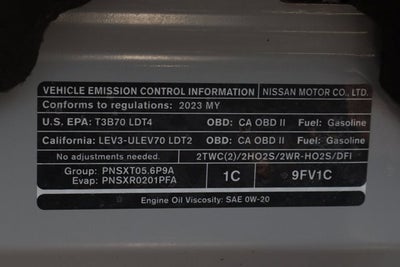 VEHICLE EMISSION CONTROL INFORMATION NISSAN MOTOR CO., LTD.
Conforms to regulations: 2023 MY
U.S. EPA: T3B70 LDT4 OBD: CA OBD II Fuel: Gasoline
California: LEV3-ULEV70 LDT2 OBD: CA OBD II Fuel: Gasoline
No adjustments needed. 2TWC(2)/2HO2S/2WR-HO2S/DFI
Group: PNSXT05.6P9A 1C 9FV1C
Evap: PNSXR0201PFA
Engine Oil Viscosity: SAE 0W-20